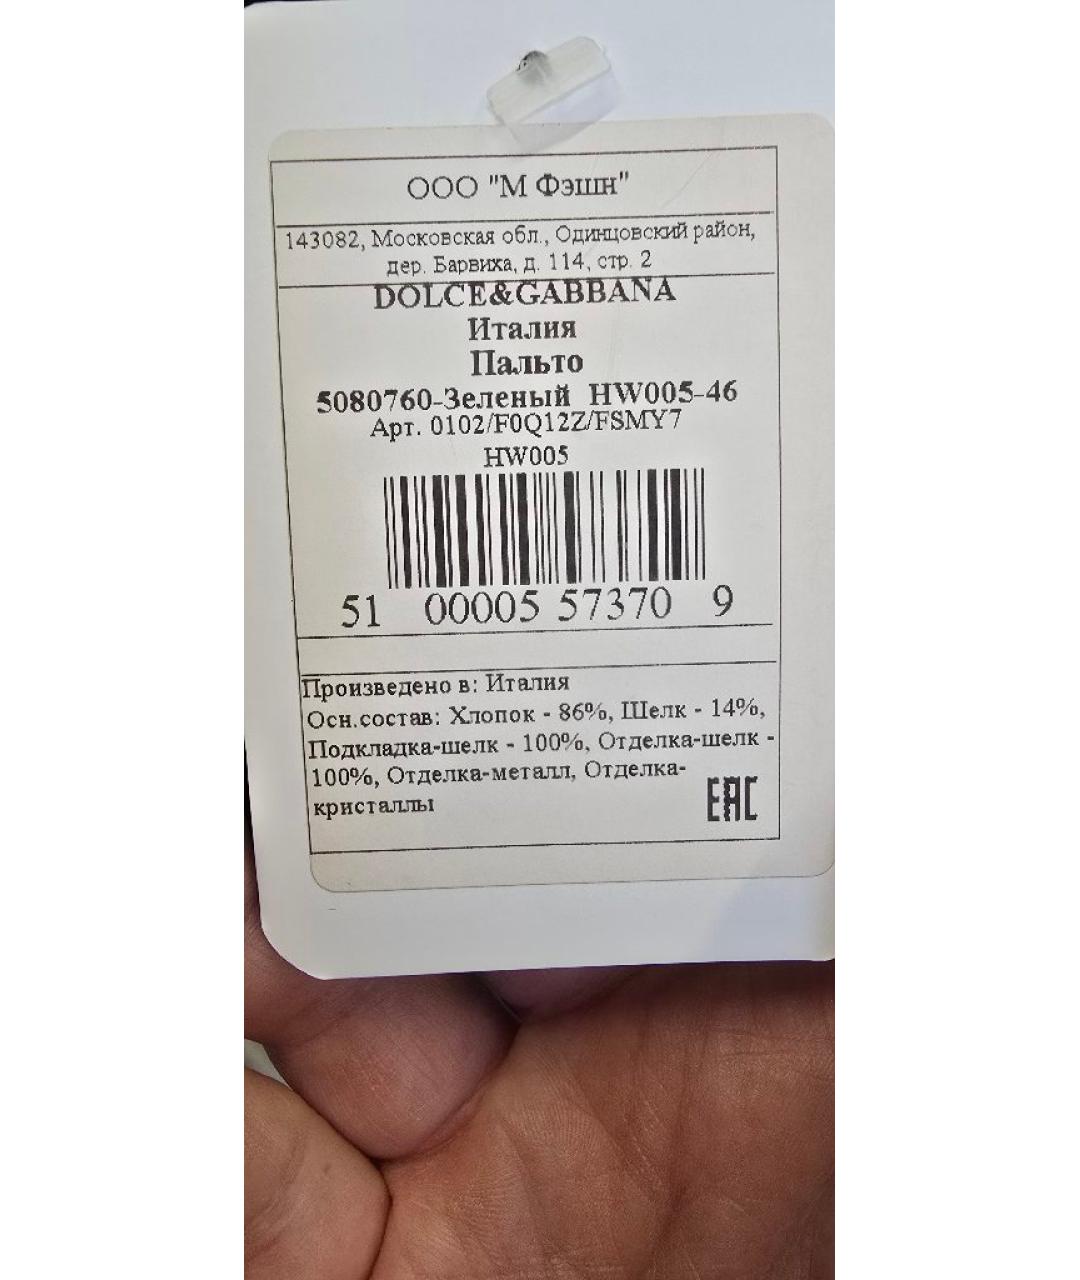 ООО "М Фэшн"
143082, Московская обл., Одинцовский район,
дер. Барвиха, д. 114, стр. 2
DOLCE&GABBANA
Италия
Пальто
5080760-Зеленый HW005-46
Арт. 0102/F0Q12Z/FSMY7
HW005
51 00005 57370 9
Произведено в: Италия
Осн.состав: Хлопок - 86%, Шелк - 14%,
Подкладка-шелк - 100%, Отделка-шелк -
100%, Отделка-металл, Отделка-
кристаллы
EAC